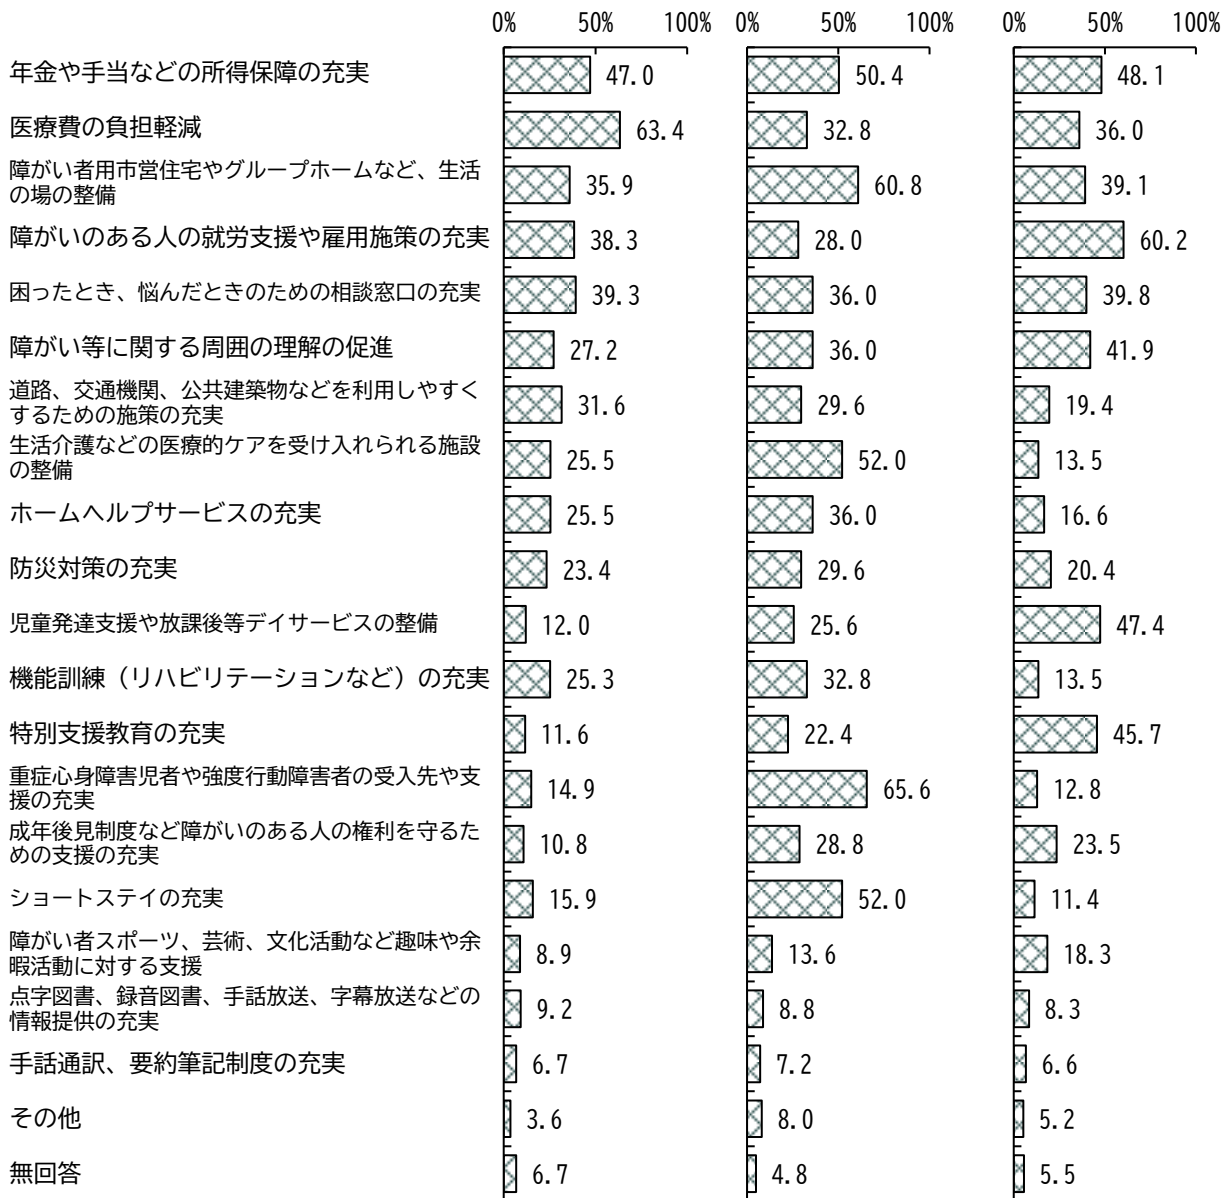 0% 50% 100% 0% 50% 100% 0% 50% 100%
年金や手当などの所得保障の充実 47.0 50.4 48.1
医療費の負担軽減 63.4 32.8 36.0
障がい者用市営住宅やグループホームなど、生活
の場の整備 35.9 60.8 39.1
障がいのある人の就労支援や雇用施策の充実 38.3 28.0 60.2
困ったとき、悩んだときのための相談窓口の充実 39.3 36.0 39.8
障がい等に関する周囲の理解の促進 27.2 36.0 41.9
道路、交通機関、公共建築物などを利用しやすく
するための施策の充実 31.6 29.6 19.4
生活介護などの医療的ケアを受け入れられる施設
の整備 25.5 52.0 13.5
ホームヘルプサービスの充実 25.5 36.0 16.6
防災対策の充実 23.4 29.6 20.4
児童発達支援や放課後等デイサービスの整備 12.0 25.6 47.4
機能訓練（リハビリテーションなど）の充実 25.3 32.8 13.5
特別支援教育の充実 11.6 22.4 45.7
重症心身障害児者や強度行動障害者の受入先や支
援の充実 14.9 65.6 12.8
成年後見制度など障がいのある人の権利を守るた
めの支援の充実 10.8 28.8 23.5
ショートステイの充実 15.9 52.0 11.4
障がい者スポーツ、芸術、文化活動など趣味や余
暇活動に対する支援 8.9 13.6 18.3
点字図書、録音図書、手話放送、字幕放送などの
情報提供の充実 9.2 8.8 8.3
手話通訳、要約筆記制度の充実 6.7 7.2 6.6
その他 3.6 8.0 5.2
無回答 6.7 4.8 5.5